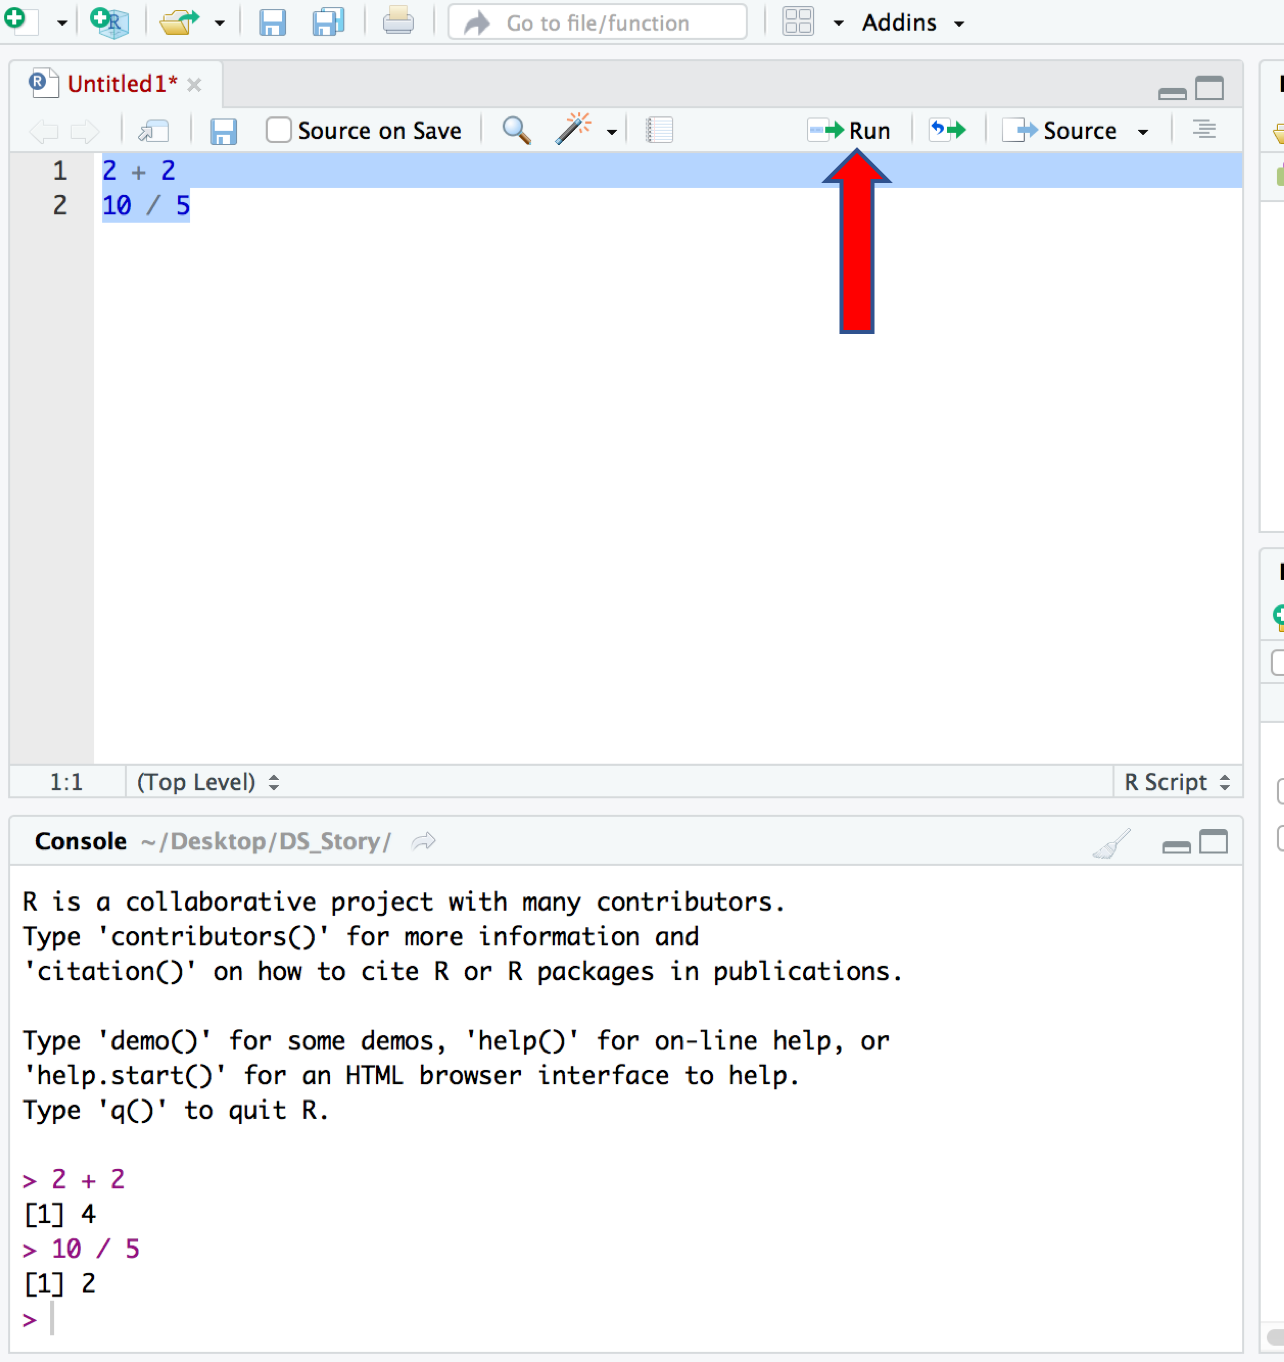 Go to file/function Addins
Untitled1*
Source on Save Run Source
1 2 + 2
2 10 / 5
1:1 (Top Level) R Script
Console ~/Desktop/DS_Story/
R is a collaborative project with many contributors.
Type 'contributors()' for more information and
'citation()' on how to cite R or R packages in publications.
Type 'demo()' for some demos, 'help()' for on-line help, or
'help.start()' for an HTML browser interface to help.
Type 'q()' to quit R.
> 2 + 2
[1] 4
> 10 / 5
[1] 2
>